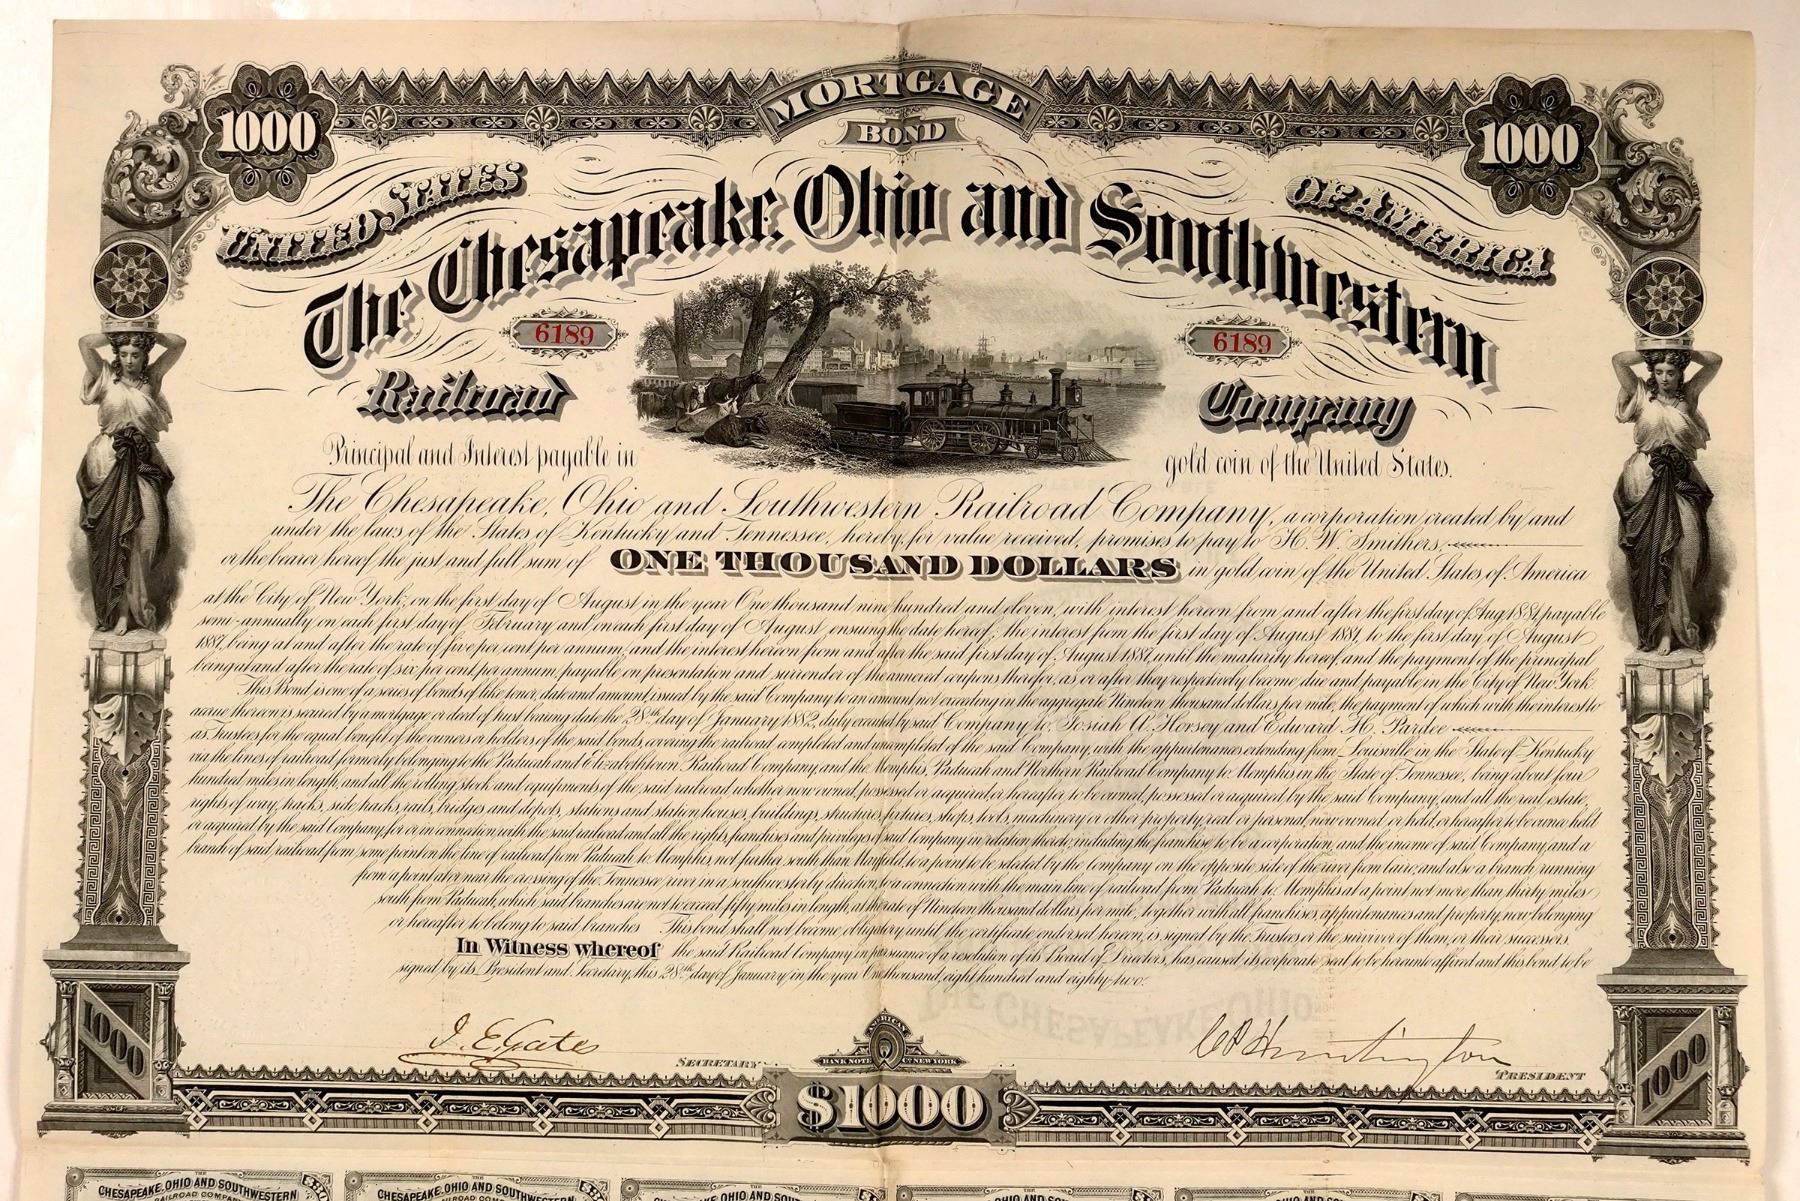 MORTGAGE
BOND
1000
1000
UNITED STATES
OF AMERICA
The Chesapeake, Ohio and Southwestern
6189
6189
Railroad
Company
Principal and Interest payable in
gold coin of the United States.
The Chesapeake, Ohio and Southwestern Railroad Company, a corporation created by and
under the laws of the States of Kentucky and Tennessee, hereby, for value received, promises to pay to H. W. Smithers,
or the bearer hereof the just and full sum of ONE THOUSAND DOLLARS in gold coin of the United States of America
at the City of New York, on the first day of August in the year One thousand nine hundred and eleven, with interest hereon from and after the first day of Aug 1881, payable
semi-annually on each first day of February and on each first day of August, ensuing the date hereof; the interest from the first day of August 1881, to the first day of August
1887, being at and after the rate of five per cent. per annum, and the interest hereon from and after the said first day of August 1887, until the maturity hereof, and the payment of the principal
being at and after the rate of six per cent. per annum, payable on presentation and surrender of the annexed coupons therefor, as or after they respectively become due and payable in the City of New York.
This Bond is one of a series of bonds of like tenor, date and amount issued by the said Company to an amount not exceeding in the aggregate Nineteen thousand dollars per mile, the payment of which with the interest to
accrue thereon is secured by a mortgage or deed of trust bearing date the 28th day of January 1882, duly executed by said Company to Josiah A. Horsey and Edward H. Pardee
as Trustees for the equal benefit of the owners or holders of the said bonds, covering the railroad completed and uncompleted of the said Company, with the appurtenances extending from Louisville in the State of Kentucky
via the lines of railroad formerly belonging to the Paducah and Elizabethtown Railroad Company, and the Memphis, Paducah and Northern Railroad Company to Memphis in the State of Tennessee, being about four
hundred miles in length, and all the rolling stock and equipments of the said railroad whether now owned, possessed or acquired, or hereafter to be owned, possessed or acquired by the said Company, and all the real estate,
rights of way, tracks, side tracks, rails, bridges and depots, stations and station houses, buildings, structures, fixtures, shops, tools, machinery or other property, real or personal, now owned, or held, or hereafter to be owned, held
or acquired by the said Company, for or in connection with the said railroad and all the rights, franchises and privileges of said Company in relation thereto, including the franchise to be a corporation, and the income of said Company, and a
branch of said railroad from some point on the line of railroad from Paducah to Memphis, not further south than Mayfield, to a point to be selected by the Company on the opposite side of the river from Cairo, and also a branch running
from a point at or near the crossing of the Tennessee river in a southwesterly direction, to a connection with the main line of railroad from Paducah to Memphis at a point not more than thirty miles
south from Paducah, which said branches are not to exceed fifty miles in length, at the rate of Nineteen thousand dollars per mile, together with all franchises, appurtenances and property, now belonging
or hereafter to belong to said branches. This bond shall not become obligatory until the certificate endorsed hereon, is signed by the Trustees or the survivor of them, or their successors.
In Witness whereof the said Railroad Company in pursuance of a resolution of its Board of Directors, has caused its corporate seal to be hereunto affixed and this bond to be
signed by its President and Secretary, this 28th day of January, in the year One thousand, eight hundred and eighty-two.
I. E. Gates
SECRETARY
C P Huntington
PRESIDENT
AMERICAN
BANK NOTE Co. NEW YORK
1000
$1000
1000
THE
CHESAPEAKE, OHIO AND SOUTHWESTERN
RAILROAD COMPANY
CHESAPEAKE, OHIO AND SOUTHWESTERN